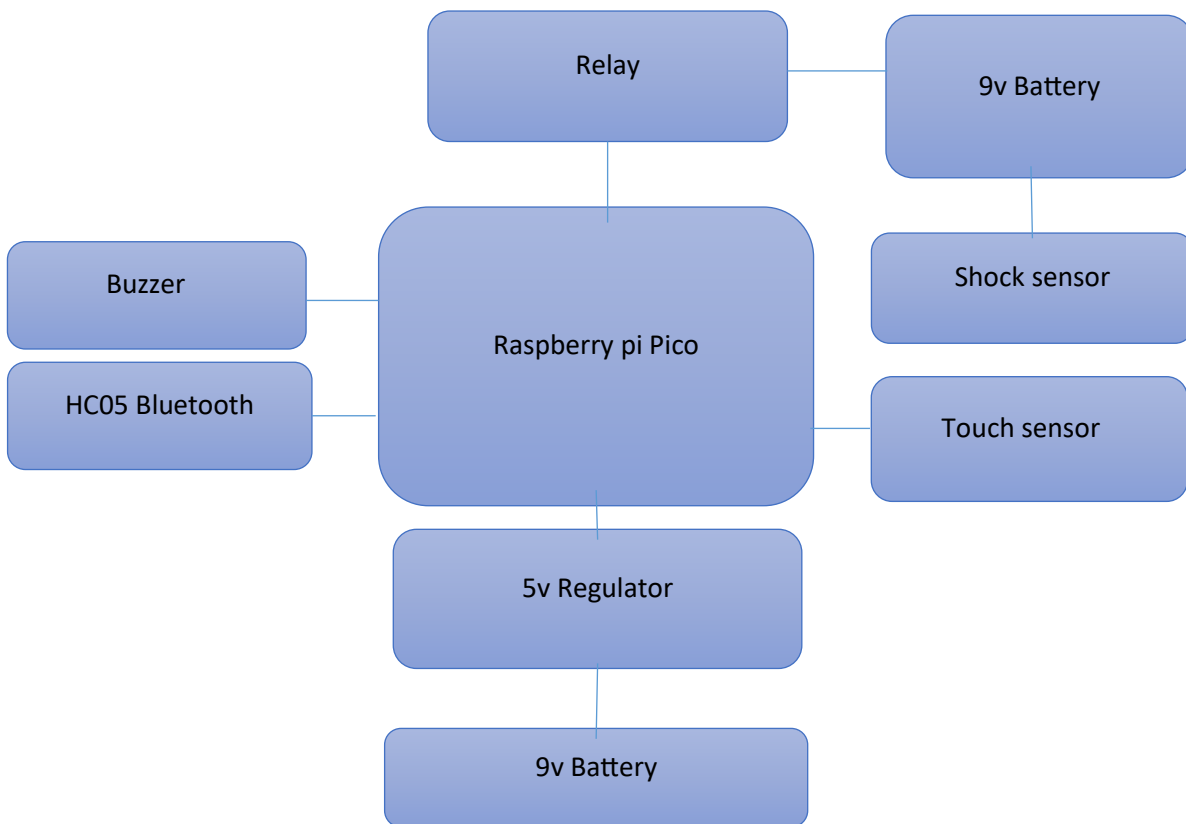 Relay
9v Battery
Buzzer
Shock sensor
Raspberry pi Pico
HC05 Bluetooth
Touch sensor
5v Regulator
9v Battery